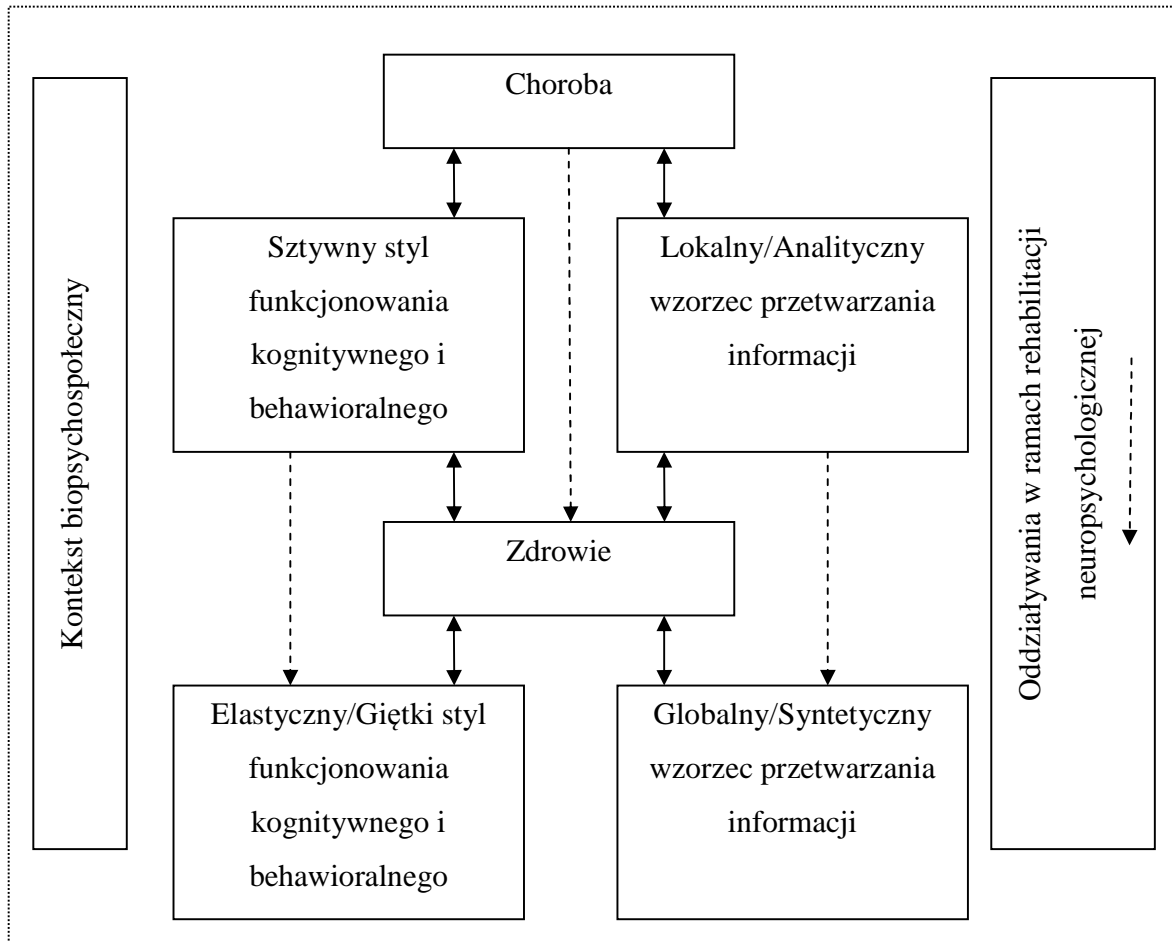 Choroba
Kontekst biopsychospołeczny
Sztywny styl
funkcjonowania
kognitywnego i
behawioralnego
Lokalny/Analityczny
wzorzec przetwarzania
informacji
Zdrowie
Elastyczny/Giętki styl
funkcjonowania
kognitywnego i
behawioralnego
Globalny/Syntetyczny
wzorzec przetwarzania
informacji
Oddziaływania w ramach rehabilitacji
neuropsychologicznej